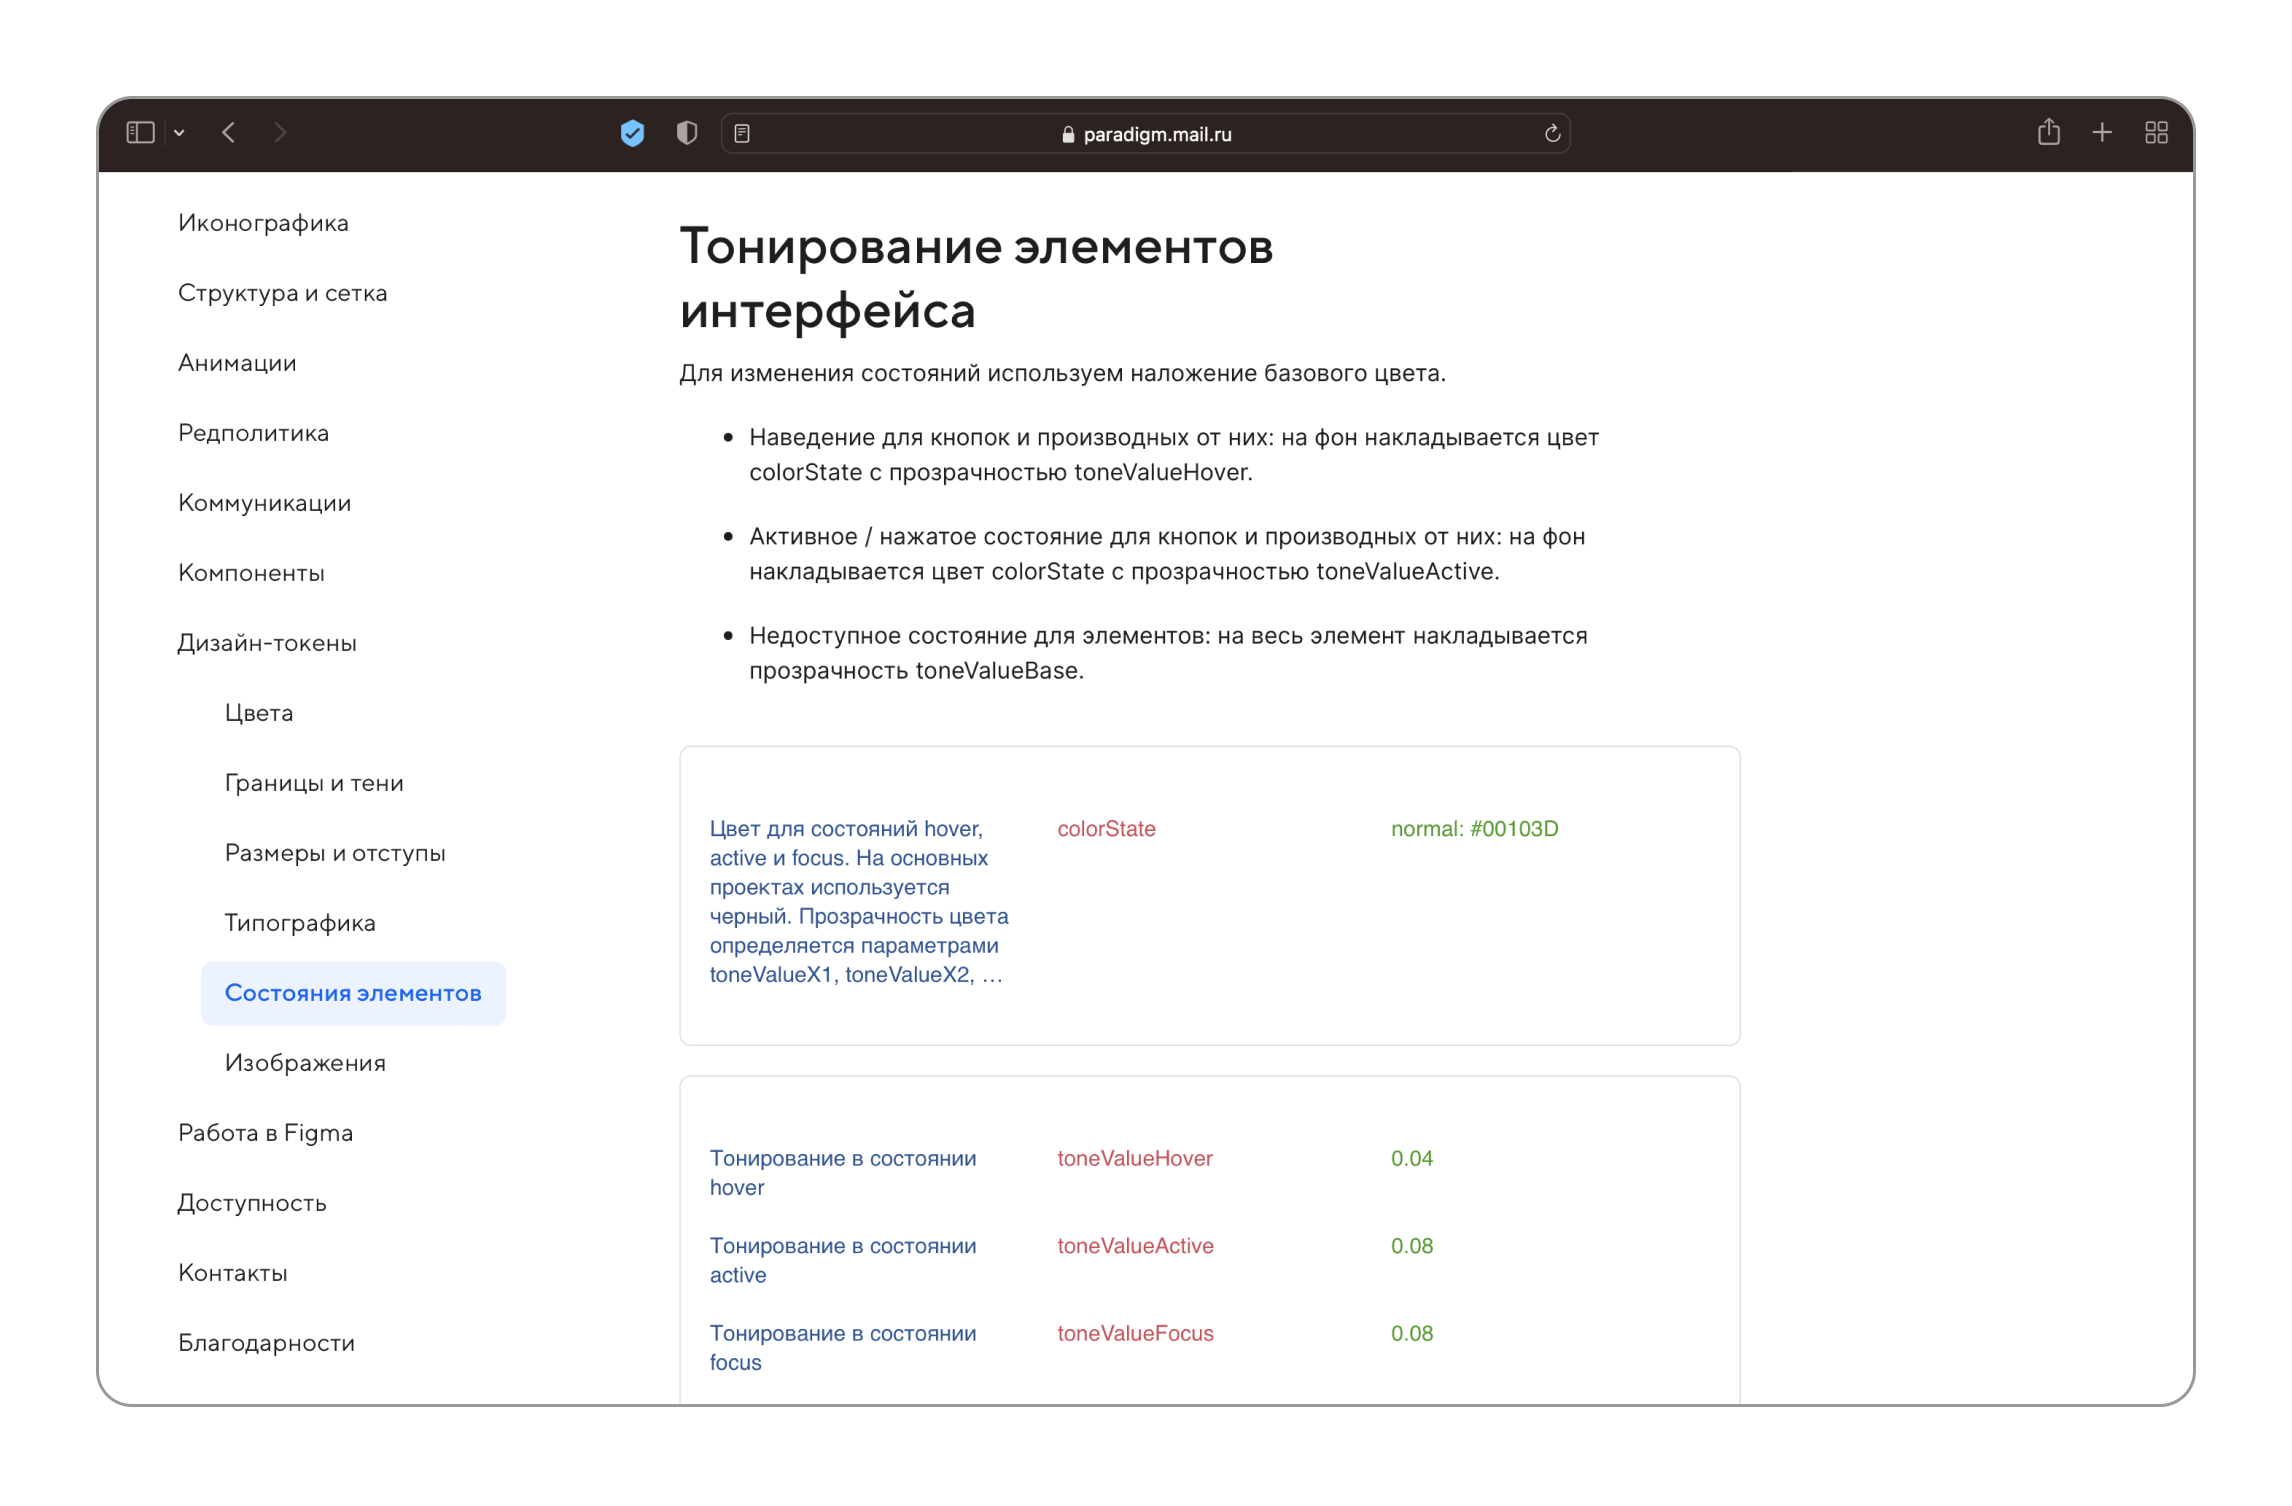 paradigm.mail.ru
Иконографика
Структура и сетка
Анимации
Редполитика
Коммуникации
Компоненты
Дизайн-токены
Цвета
Границы и тени
Размеры и отступы
Типографика
Состояния элементов
Изображения
Работа в Figma
Доступность
Контакты
Благодарности
Тонирование элементов
интерфейса
Для изменения состояний используем наложение базового цвета.
• Наведение для кнопок и производных от них: на фон накладывается цвет
colorState с прозрачностью toneValueHover.
• Активное / нажатое состояние для кнопок и производных от них: на фон
накладывается цвет colorState с прозрачностью toneValueActive.
• Недоступное состояние для элементов: на весь элемент накладывается
прозрачность toneValueBase.
Цвет для состояний hover,
active и focus. На основных
проектах используется
черный. Прозрачность цвета
определяется параметрами
toneValueX1, toneValueX2, …
colorState
normal: #00103D
Тонирование в состоянии
hover
toneValueHover
0.04
Тонирование в состоянии
active
toneValueActive
0.08
Тонирование в состоянии
focus
toneValueFocus
0.08